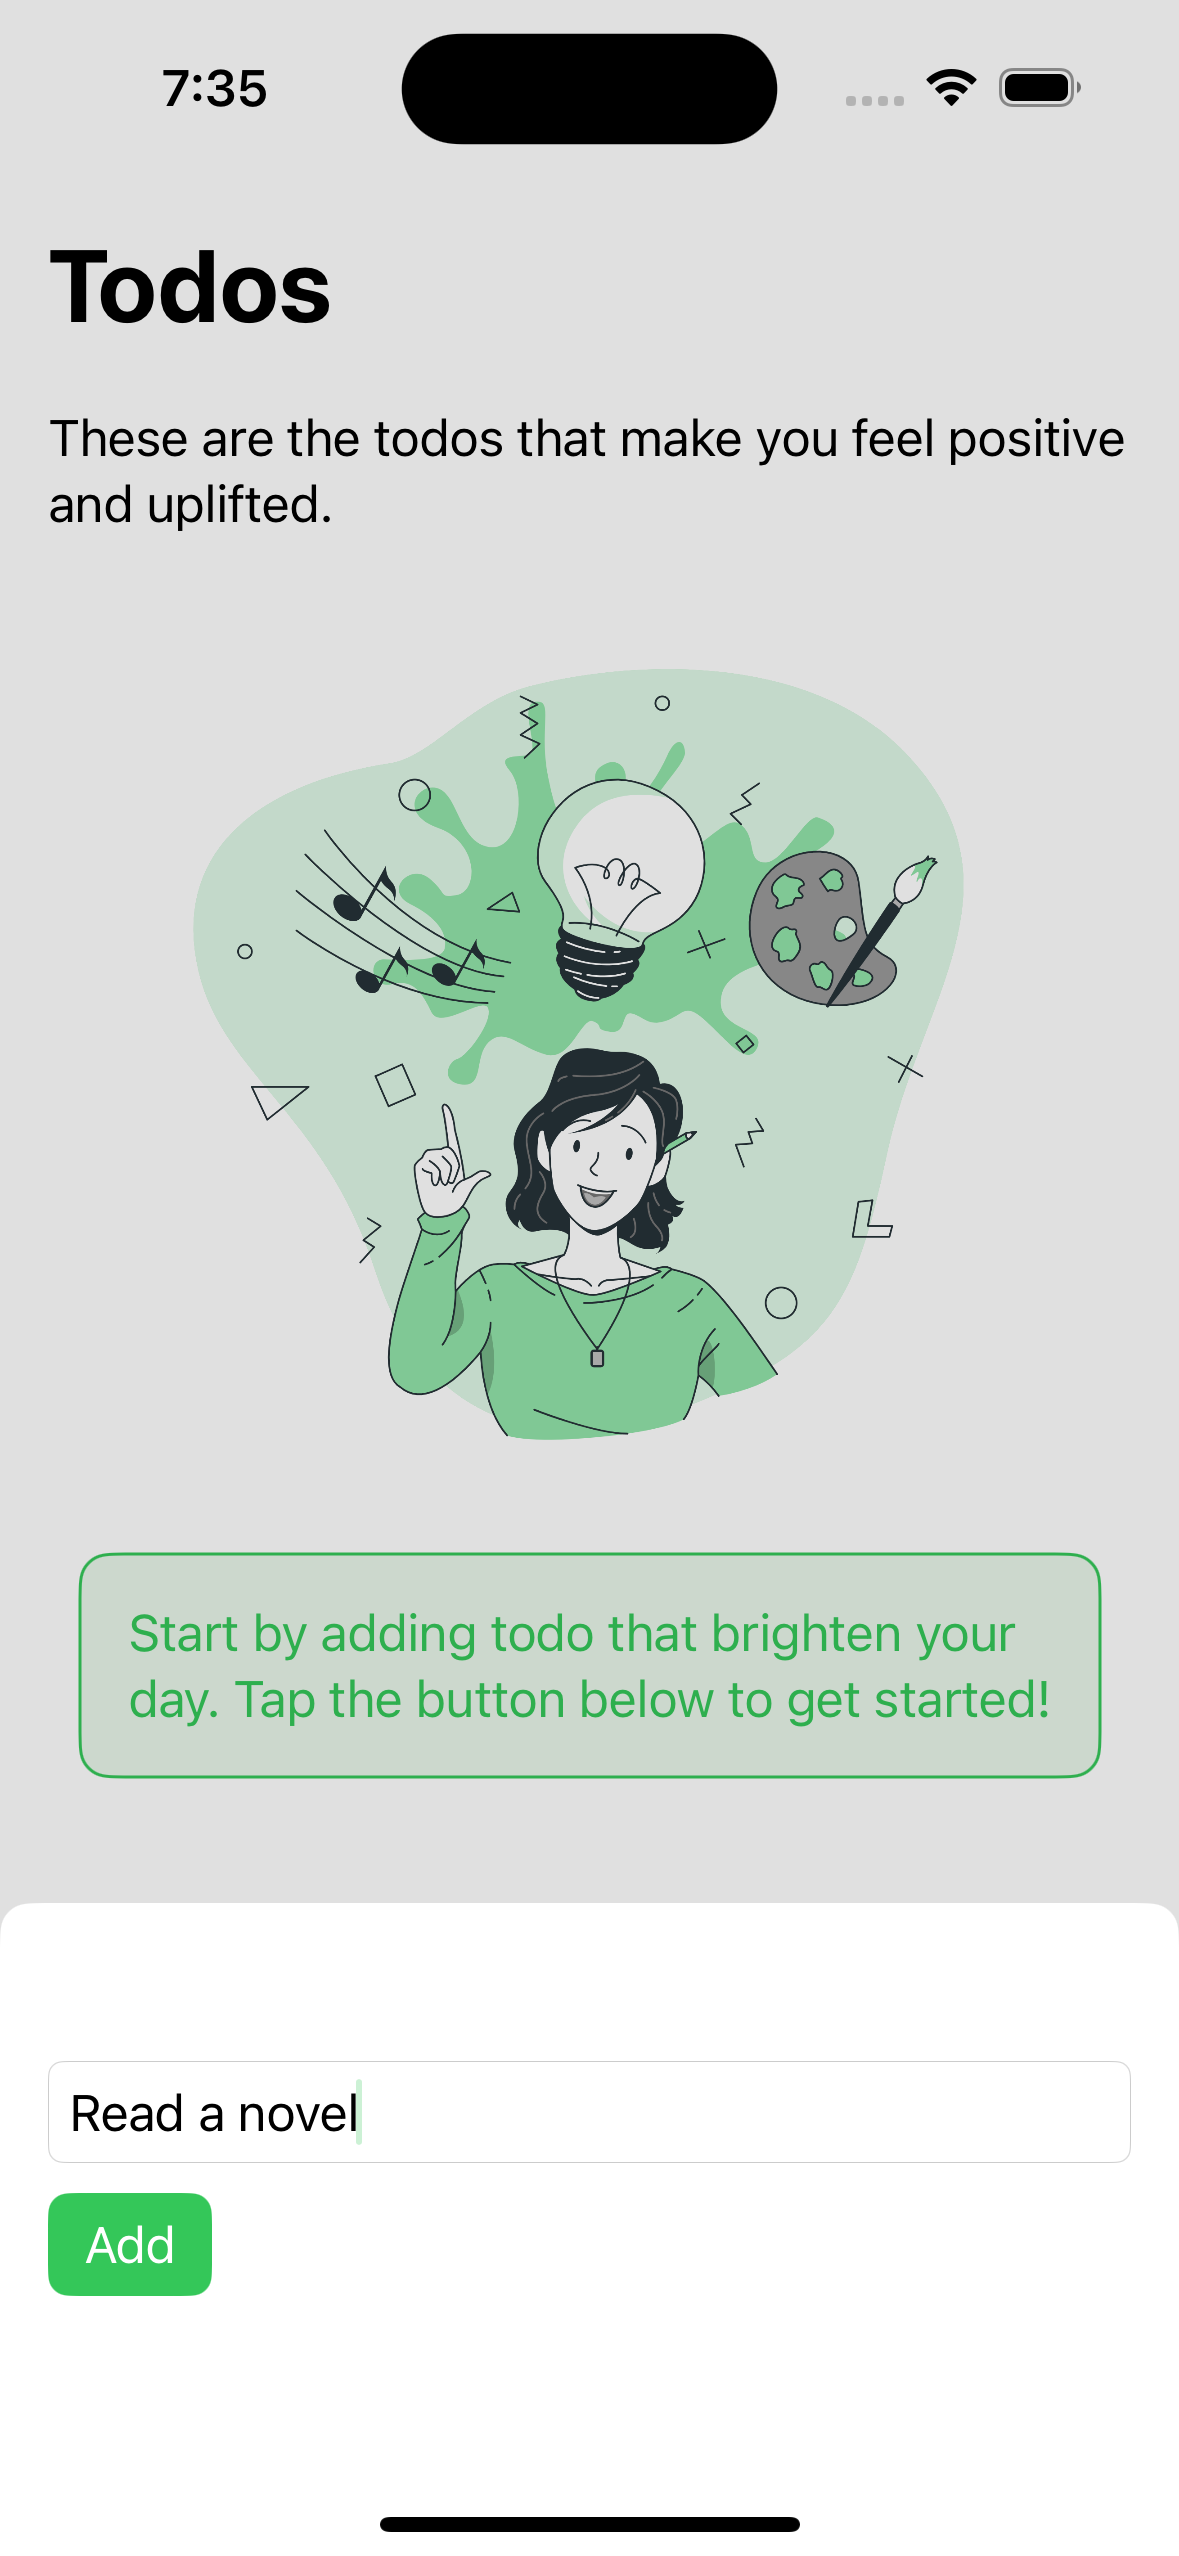 7:35
Todos
These are the todos that make you feel positive
and uplifted.
Start by adding todo that brighten your
day. Tap the button below to get started!
Read a novel
Add